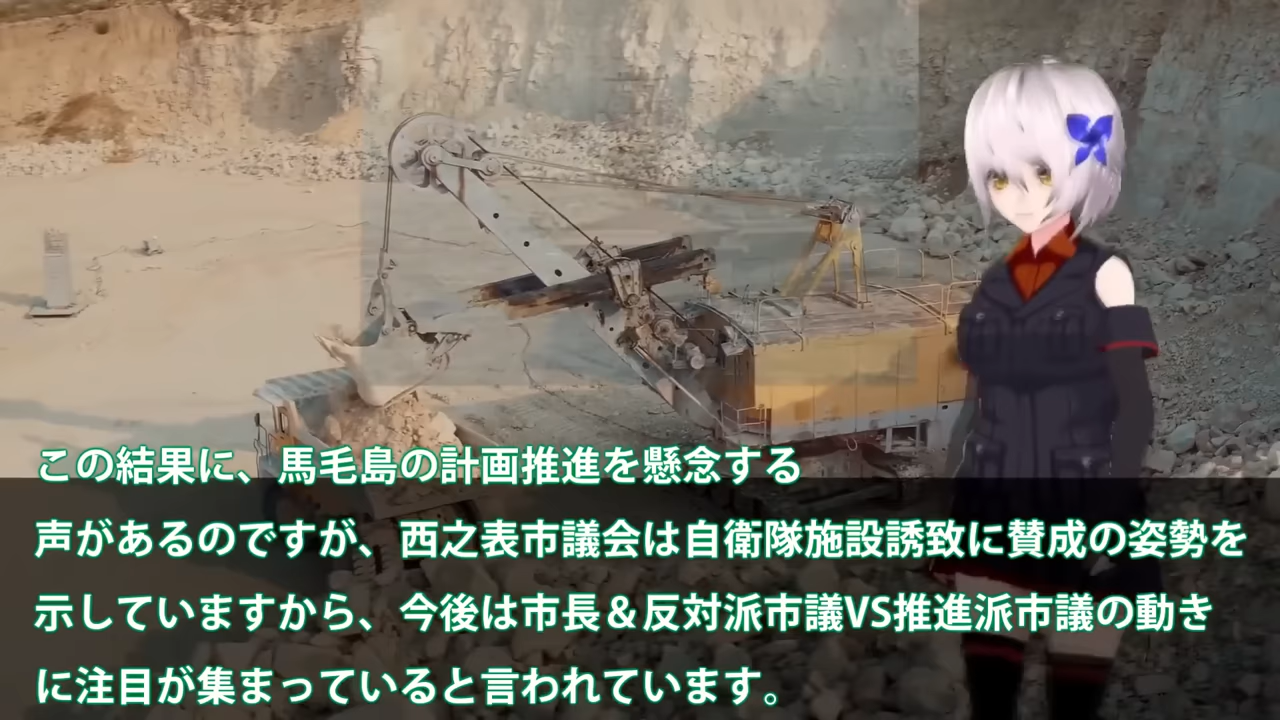 この結果に、馬毛島の計画推進を懸念する
声があるのですが、西之表市議会は自衛隊施設誘致に賛成の姿勢を
示していますから、今後は市長＆反対派市議VS推進派市議の動き
に注目が集まっていると言われています。